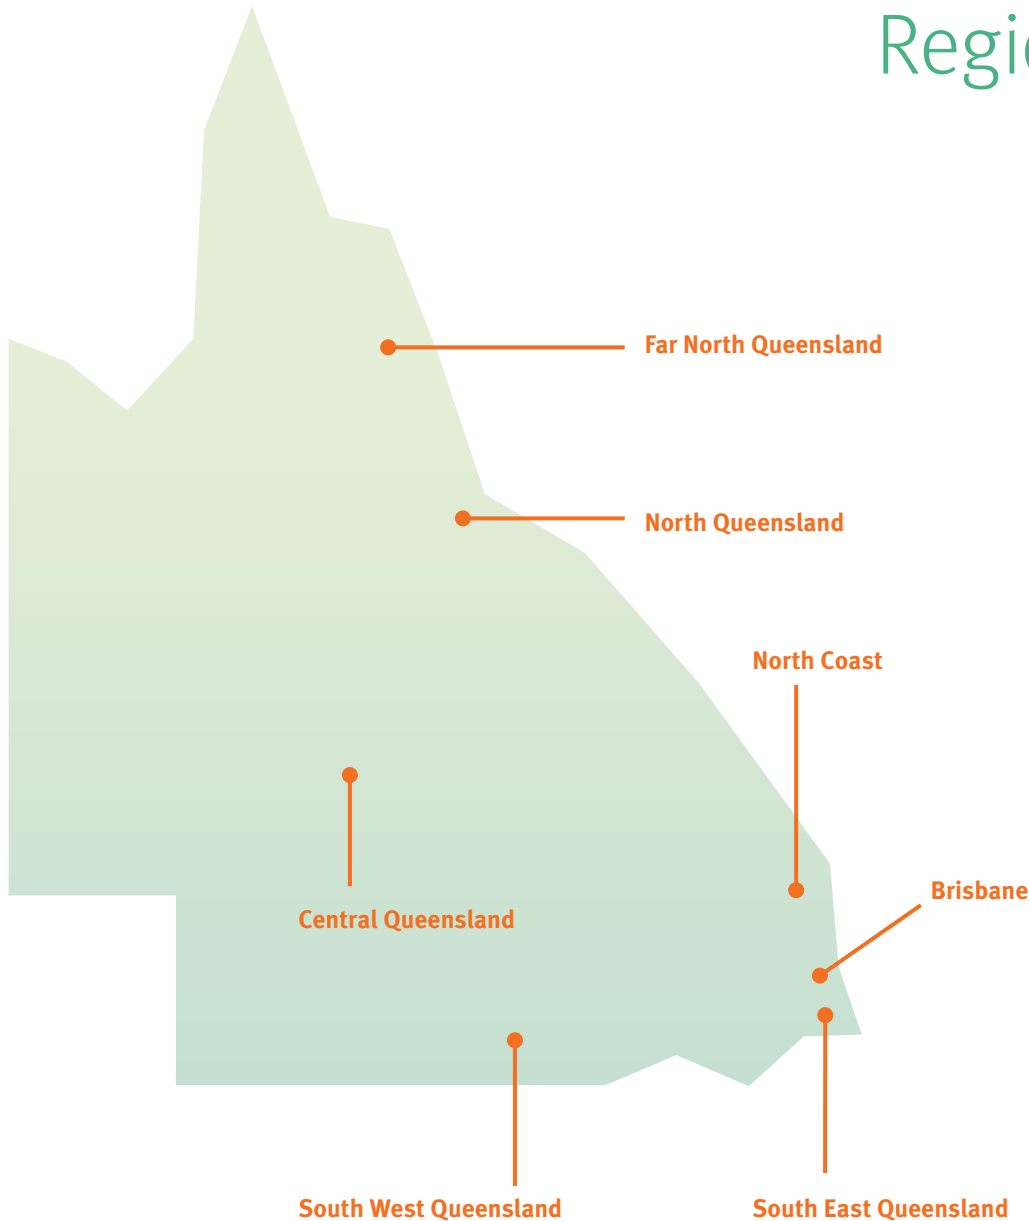 Far North Queensland
North Queensland
North Coast
Brisbane
Central Queensland
South West Queensland
South East Queensland